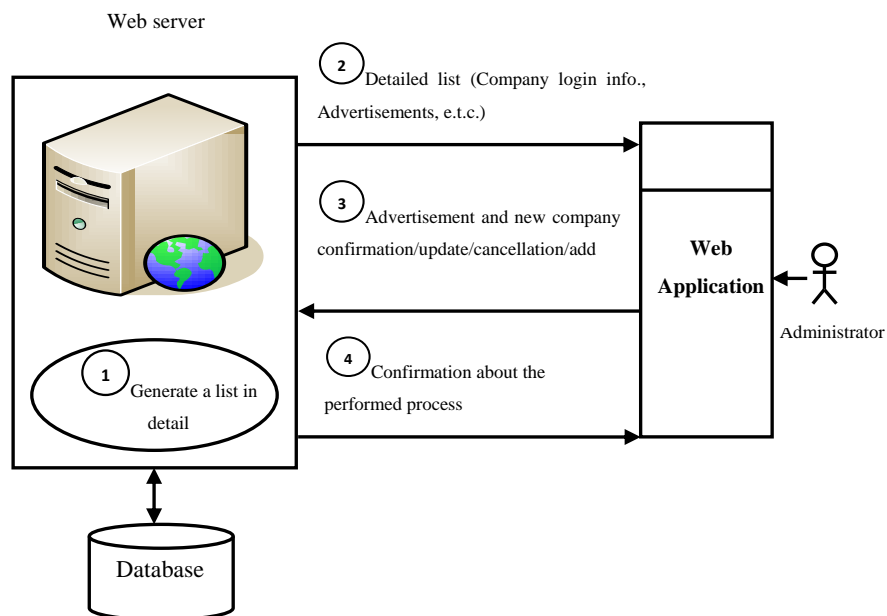 Web server
2
Detailed list (Company login info.,
Advertisements, e.t.c.)
3
Advertisement and new company
confirmation/update/cancellation/add
Web
Application
Administrator
4
Confirmation about the
performed process
1
Generate a list in
detail
Database